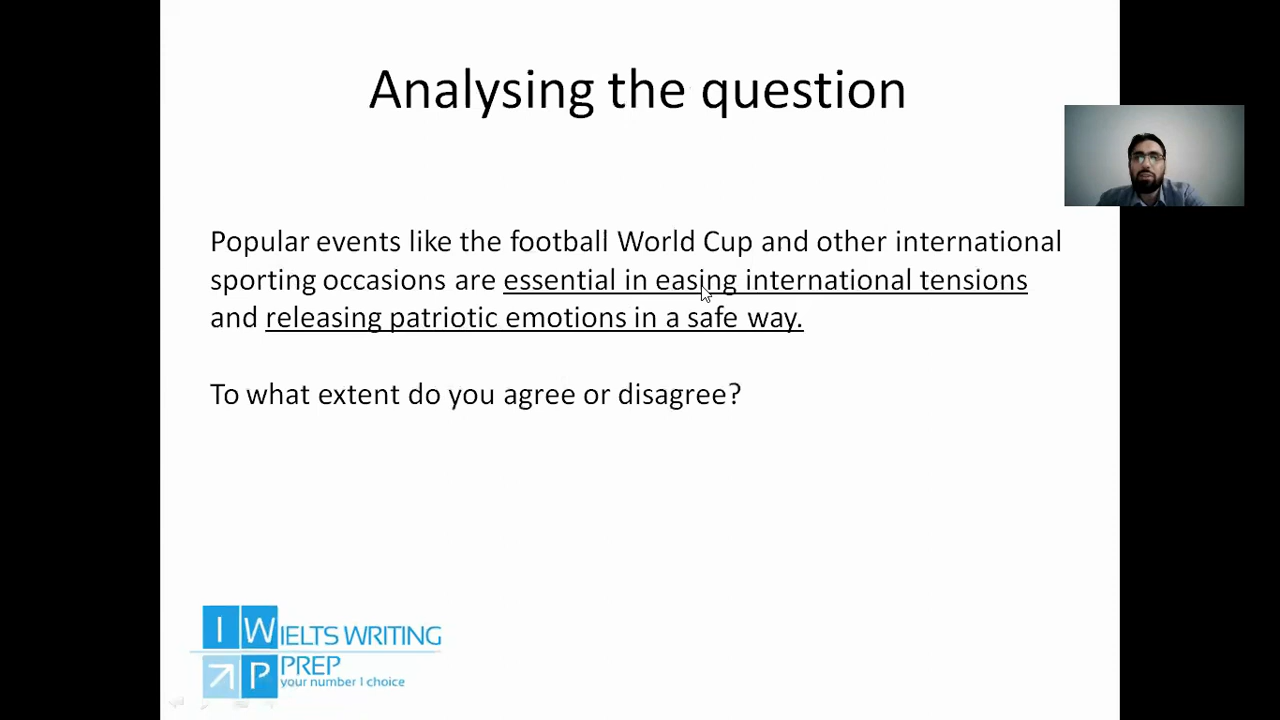 Analysing the question
Popular events like the football World Cup and other international
sporting occasions are essential in easing international tensions
and releasing patriotic emotions in a safe way.
To what extent do you agree or disagree?
I W IELTS WRITING
P PREP
your number 1 choice